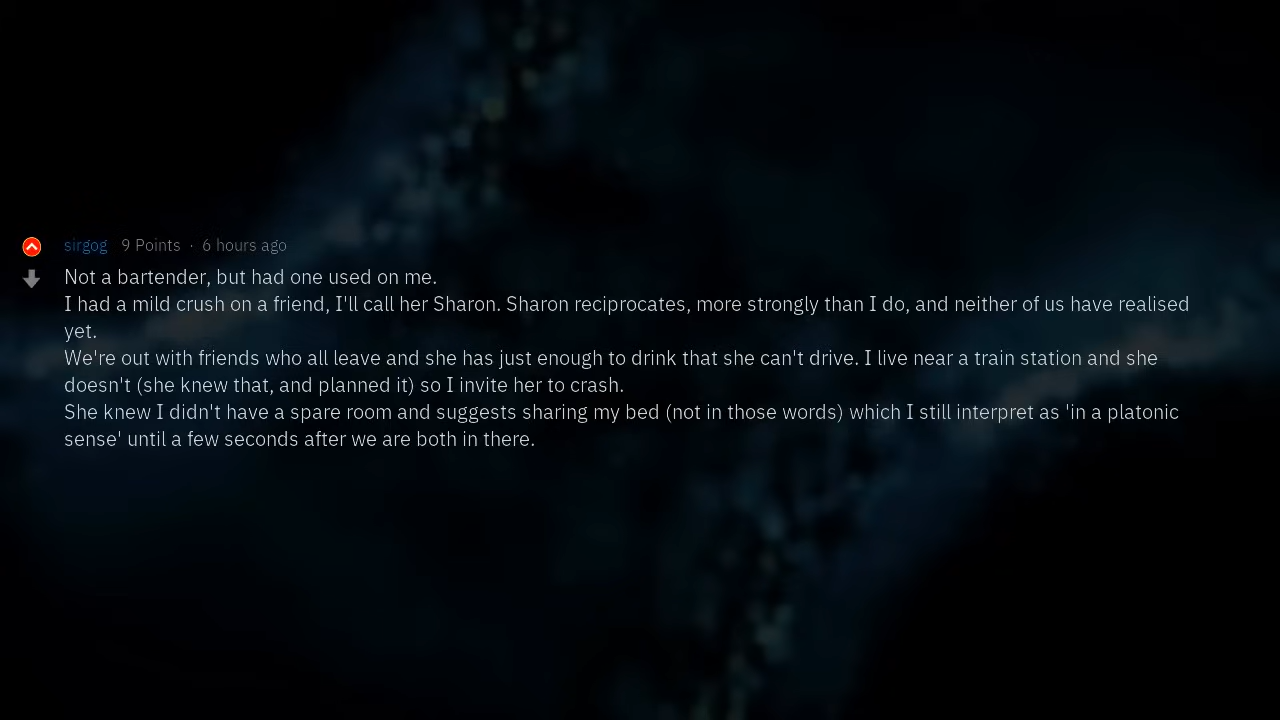 sirgog 9 Points · 6 hours ago
Not a bartender, but had one used on me.
I had a mild crush on a friend, I'll call her Sharon. Sharon reciprocates, more strongly than I do, and neither of us have realised
yet.
We're out with friends who all leave and she has just enough to drink that she can't drive. I live near a train station and she
doesn't (she knew that, and planned it) so I invite her to crash.
She knew I didn't have a spare room and suggests sharing my bed (not in those words) which I still interpret as 'in a platonic
sense' until a few seconds after we are both in there.